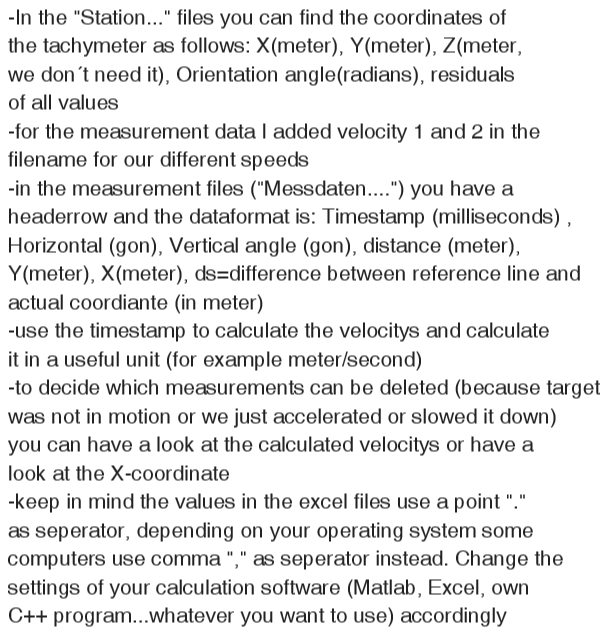 -In the "Station..." files you can find the coordinates of
the tachymeter as follows: X(meter), Y(meter), Z(meter,
we don´t need it), Orientation angle(radians), residuals
of all values
-for the measurement data I added velocity 1 and 2 in the
filename for our different speeds
-in the measurement files ("Messdaten....") you have a
headerrow and the dataformat is: Timestamp (milliseconds) ,
Horizontal (gon), Vertical angle (gon), distance (meter),
Y(meter), X(meter), ds=difference between reference line and
actual coordiante (in meter)
-use the timestamp to calculate the velocitys and calculate
it in a useful unit (for example meter/second)
-to decide which measurements can be deleted (because target
was not in motion or we just accelerated or slowed it down)
you can have a look at the calculated velocitys or have a
look at the X-coordinate
-keep in mind the values in the excel files use a point "."
as seperator, depending on your operating system some
computers use comma "," as seperator instead. Change the
settings of your calculation software (Matlab, Excel, own
C++ program...whatever you want to use) accordingly